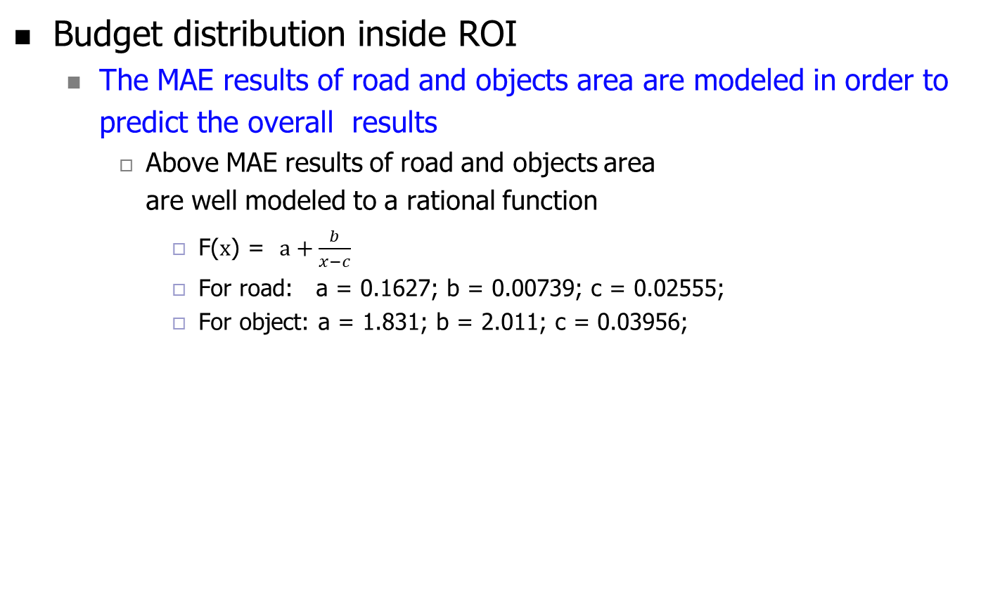 Budget distribution inside ROI
The MAE results of road and objects area are modeled in order to
predict the overall results
Above MAE results of road and objects area
are well modeled to a rational function
F(x) = a + b/(x−c)
For road: a = 0.1627; b = 0.00739; c = 0.02555;
For object: a = 1.831; b = 2.011; c = 0.03956;